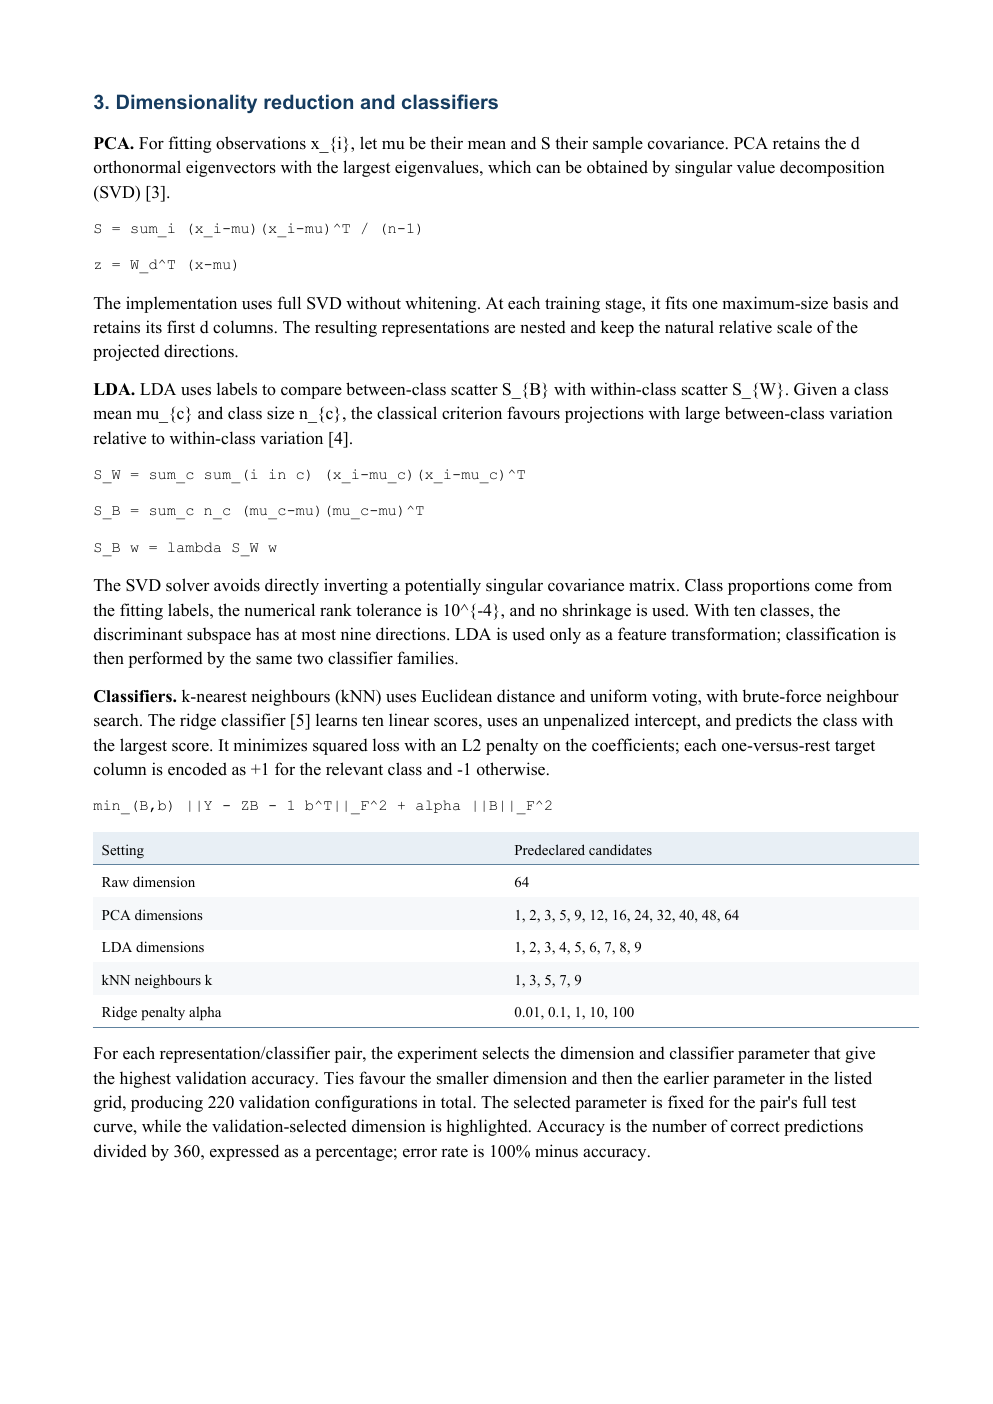 3. Dimensionality reduction and classifiers
PCA. For fitting observations x_{i}, let mu be their mean and S their sample covariance. PCA retains the d
orthonormal eigenvectors with the largest eigenvalues, which can be obtained by singular value decomposition
(SVD) [3].
S = sum_i (x_i-mu)(x_i-mu)^T / (n-1)
z = W_d^T (x-mu)
The implementation uses full SVD without whitening. At each training stage, it fits one maximum-size basis and
retains its first d columns. The resulting representations are nested and keep the natural relative scale of the
projected directions.
LDA. LDA uses labels to compare between-class scatter S_{B} with within-class scatter S_{W}. Given a class
mean mu_{c} and class size n_{c}, the classical criterion favours projections with large between-class variation
relative to within-class variation [4].
S_W = sum_c sum_(i in c) (x_i-mu_c)(x_i-mu_c)^T
S_B = sum_c n_c (mu_c-mu)(mu_c-mu)^T
S_B w = lambda S_W w
The SVD solver avoids directly inverting a potentially singular covariance matrix. Class proportions come from
the fitting labels, the numerical rank tolerance is 10^{-4}, and no shrinkage is used. With ten classes, the
discriminant subspace has at most nine directions. LDA is used only as a feature transformation; classification is
then performed by the same two classifier families.
Classifiers. k-nearest neighbours (kNN) uses Euclidean distance and uniform voting, with brute-force neighbour
search. The ridge classifier [5] learns ten linear scores, uses an unpenalized intercept, and predicts the class with
the largest score. It minimizes squared loss with an L2 penalty on the coefficients; each one-versus-rest target
column is encoded as +1 for the relevant class and -1 otherwise.
min_(B,b) ||Y - ZB - 1 b^T||_F^2 + alpha ||B||_F^2
Setting Predeclared candidates
Raw dimension 64
PCA dimensions 1, 2, 3, 5, 9, 12, 16, 24, 32, 40, 48, 64
LDA dimensions 1, 2, 3, 4, 5, 6, 7, 8, 9
kNN neighbours k 1, 3, 5, 7, 9
Ridge penalty alpha 0.01, 0.1, 1, 10, 100
For each representation/classifier pair, the experiment selects the dimension and classifier parameter that give
the highest validation accuracy. Ties favour the smaller dimension and then the earlier parameter in the listed
grid, producing 220 validation configurations in total. The selected parameter is fixed for the pair's full test
curve, while the validation-selected dimension is highlighted. Accuracy is the number of correct predictions
divided by 360, expressed as a percentage; error rate is 100% minus accuracy.